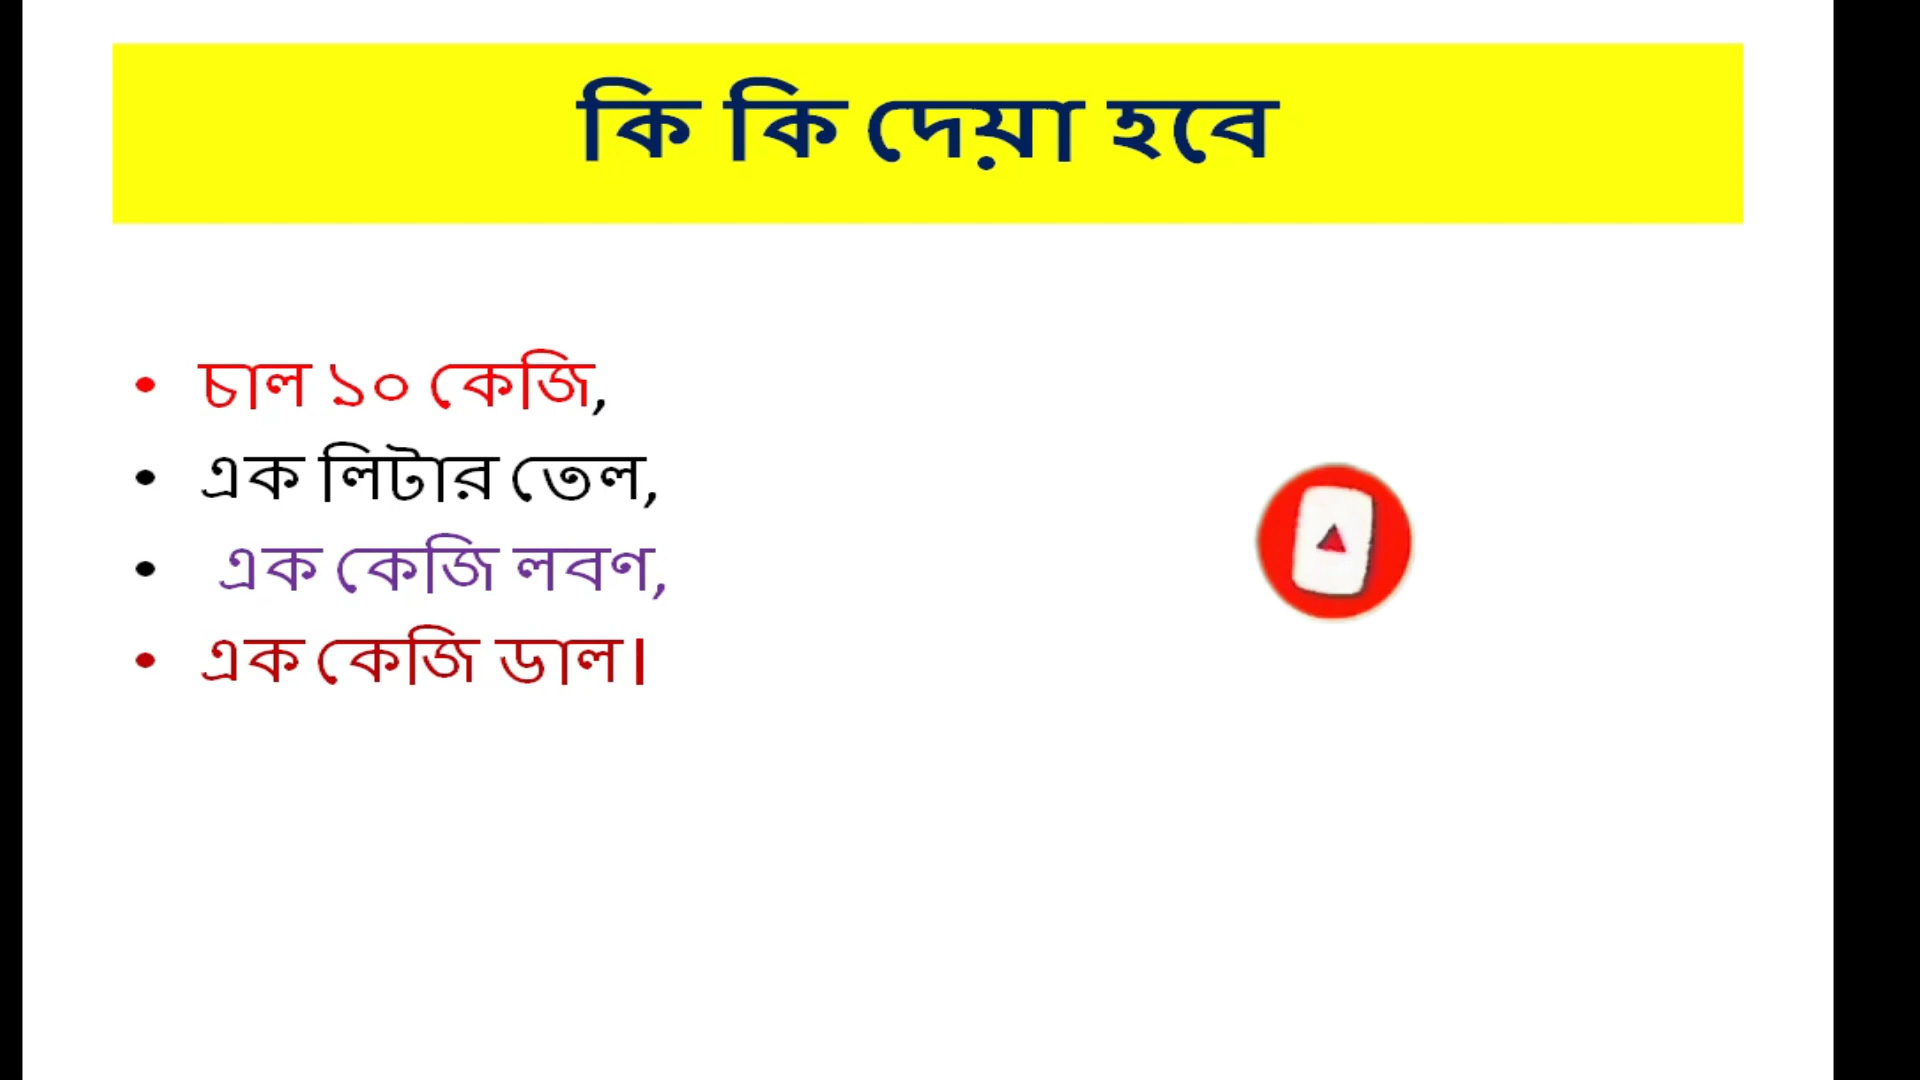 কি কি দেয়া হবে
• চাল ১০ কেজি,
• এক লিটার তেল,
• এক কেজি লবণ,
• এক কেজি ডাল।